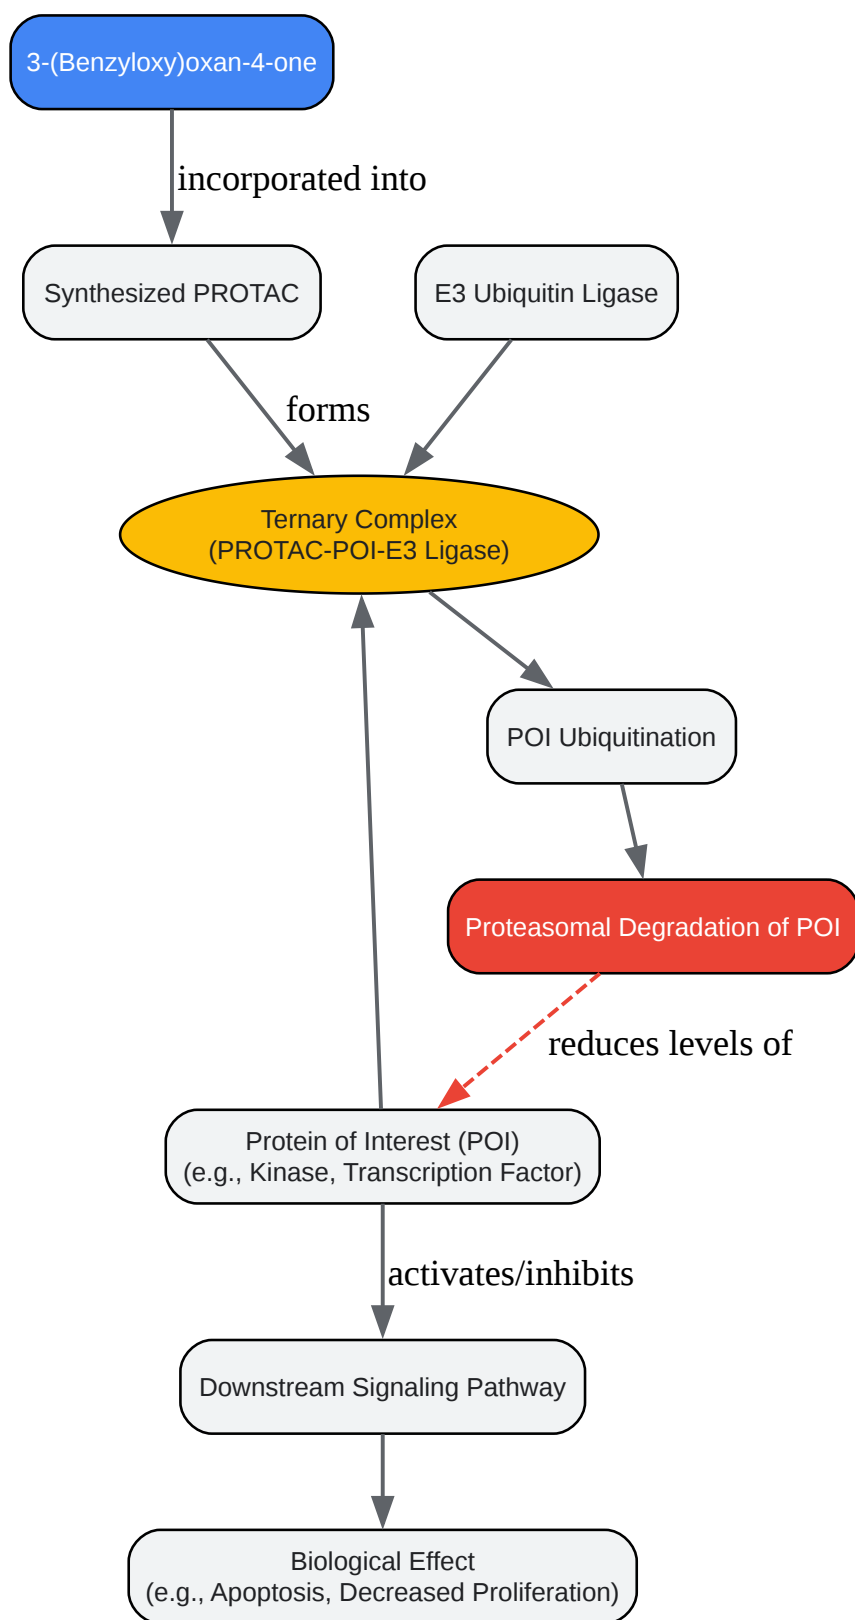 3-(Benzyloxy)oxan-4-one
incorporated into
Synthesized PROTAC
E3 Ubiquitin Ligase
forms
Ternary Complex
(PROTAC-POI-E3 Ligase)
POI Ubiquitination
Proteasomal Degradation of POI
reduces levels of
Protein of Interest (POI)
(e.g., Kinase, Transcription Factor)
activates/inhibits
Downstream Signaling Pathway
Biological Effect
(e.g., Apoptosis, Decreased Proliferation)